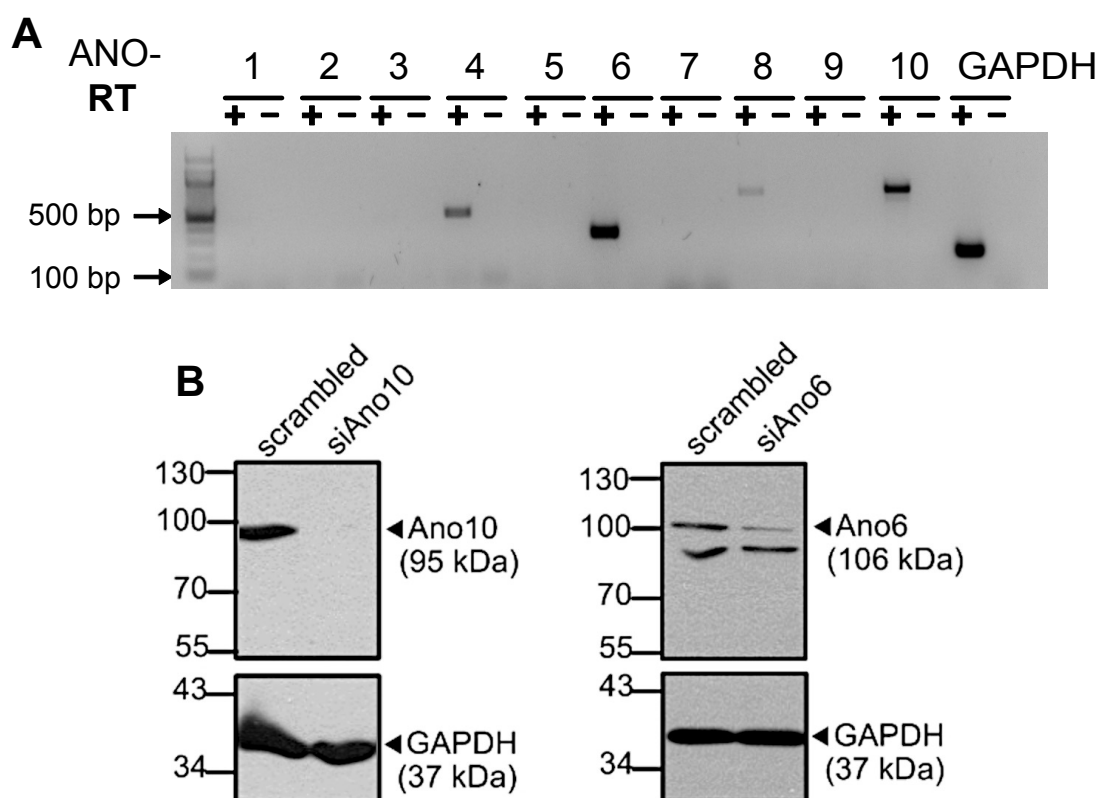 A
ANO- 1 2 3 4 5 6 7 8 9 10 GAPDH
RT + − + − + − + − + − + − + − + − + − + − + −
500 bp
100 bp
B
scrambled siAno10
130
100
Ano10
(95 kDa)
70
55
43
GAPDH
(37 kDa)
34
scrambled siAno6
130
100
Ano6
(106 kDa)
70
55
43
GAPDH
(37 kDa)
34